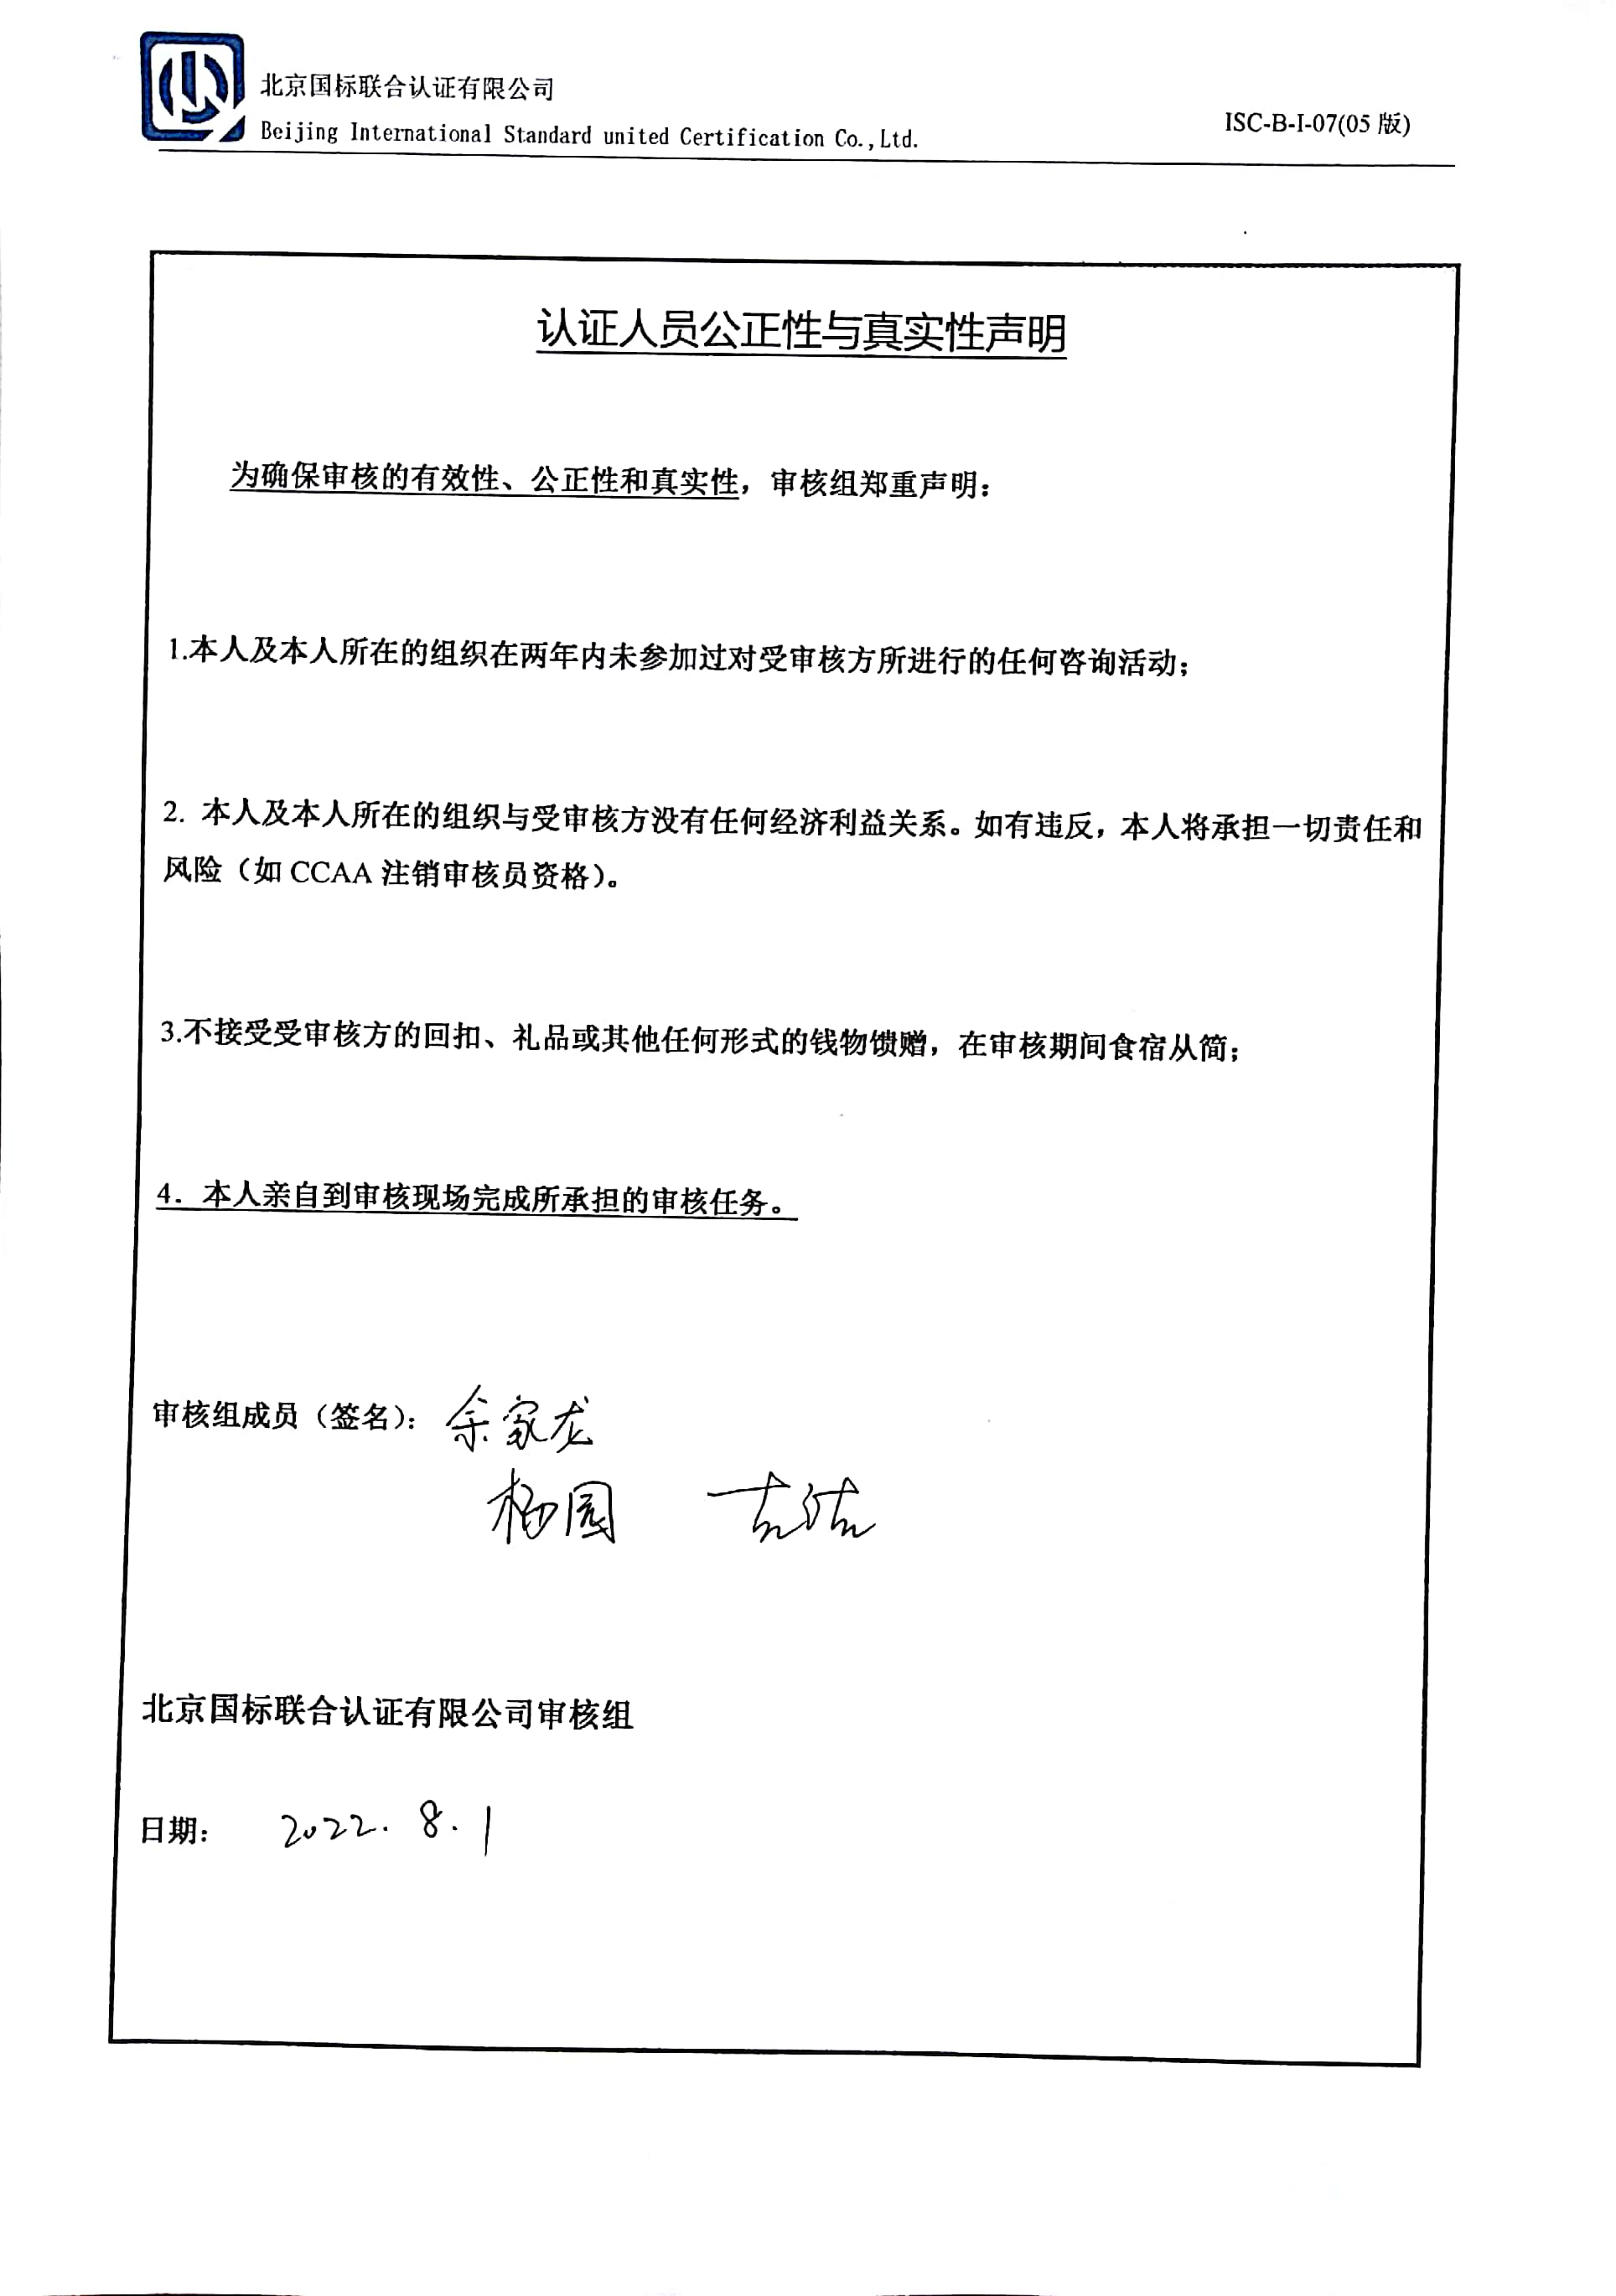 北京国标联合认证有限公司
Beijing International Standard united Certification Co.,Ltd.
ISC-B-I-07(05 版)
认证人员公正性与真实性声明
为确保审核的有效性、公正性和真实性，审核组郑重声明：
1.本人及本人所在的组织在两年内未参加过对受审核方所进行的任何咨询活动；
2. 本人及本人所在的组织与受审核方没有任何经济利益关系。如有违反，本人将承担一切责任和
风险（如 CCAA 注销审核员资格）。
3.不接受受审核方的回扣、礼品或其他任何形式的钱物馈赠，在审核期间食宿从简；
4. 本人亲自到审核现场完成所承担的审核任务。
审核组成员（签名）： 余家龙
杨园 吉洁
北京国标联合认证有限公司审核组
日期： 2022.8.1